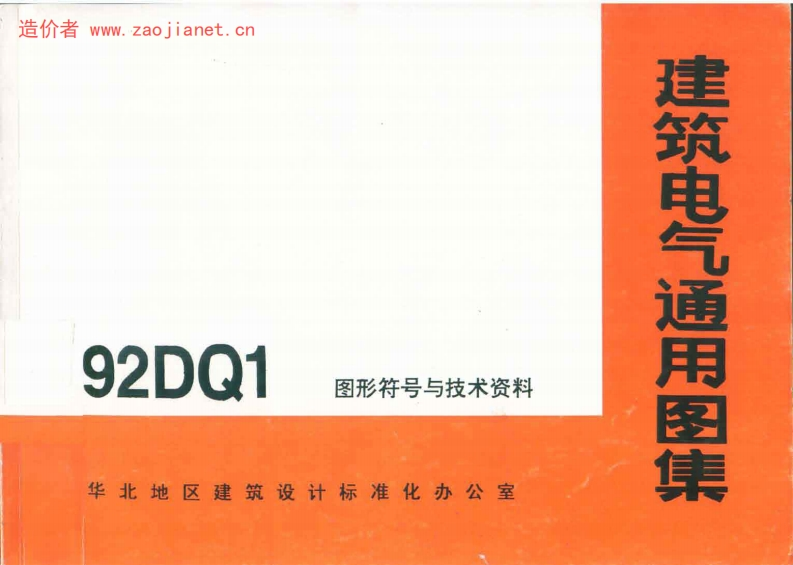 造价者 www.zaojianet.cn
建筑电气通用图集
92DQ1 图形符号与技术资料
华北地区建筑设计标准化办公室